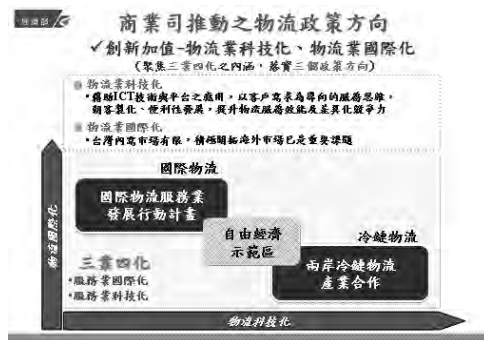 經濟部
商業司推動之物流政策方向
✓創新加值-物流業科技化、物流業國際化
(聚焦三業四化之內涵,落實三個政策方向)
物流業科技化
•藉助ICT技術與平台之應用,以客戶需求為導向的服務思維,
朝客製化、便利性發展,提升物流服務效能及差異化競爭力
物流業國際化
•台灣內需市場有限,積極開拓海外市場已是重要課題
國際物流
國際物流服務業
發展行動計畫
自由經濟
示範區
冷鏈物流
兩岸冷鏈物流
產業合作
三業四化
•服務業國際化
•服務業科技化
物流國際化
物流科技化